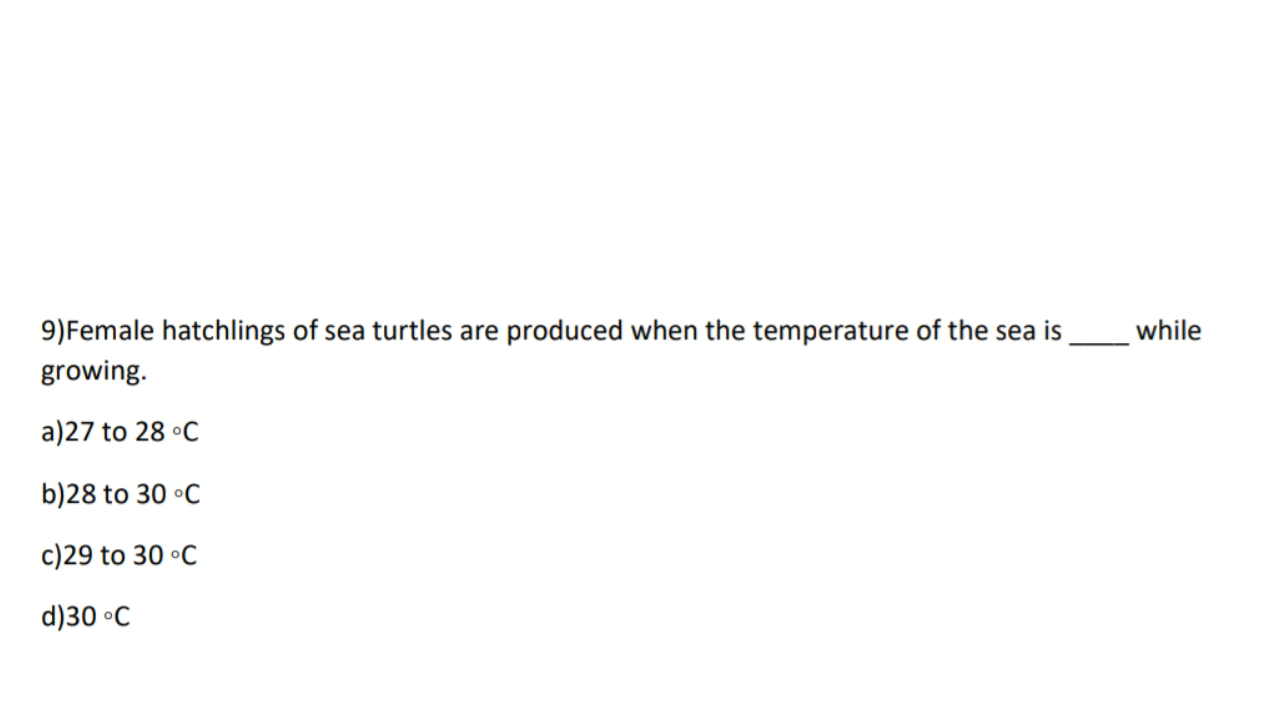 9)Female hatchlings of sea turtles are produced when the temperature of the sea is ____ while
growing.
a)27 to 28 ◦C
b)28 to 30 ◦C
c)29 to 30 ◦C
d)30 ◦C